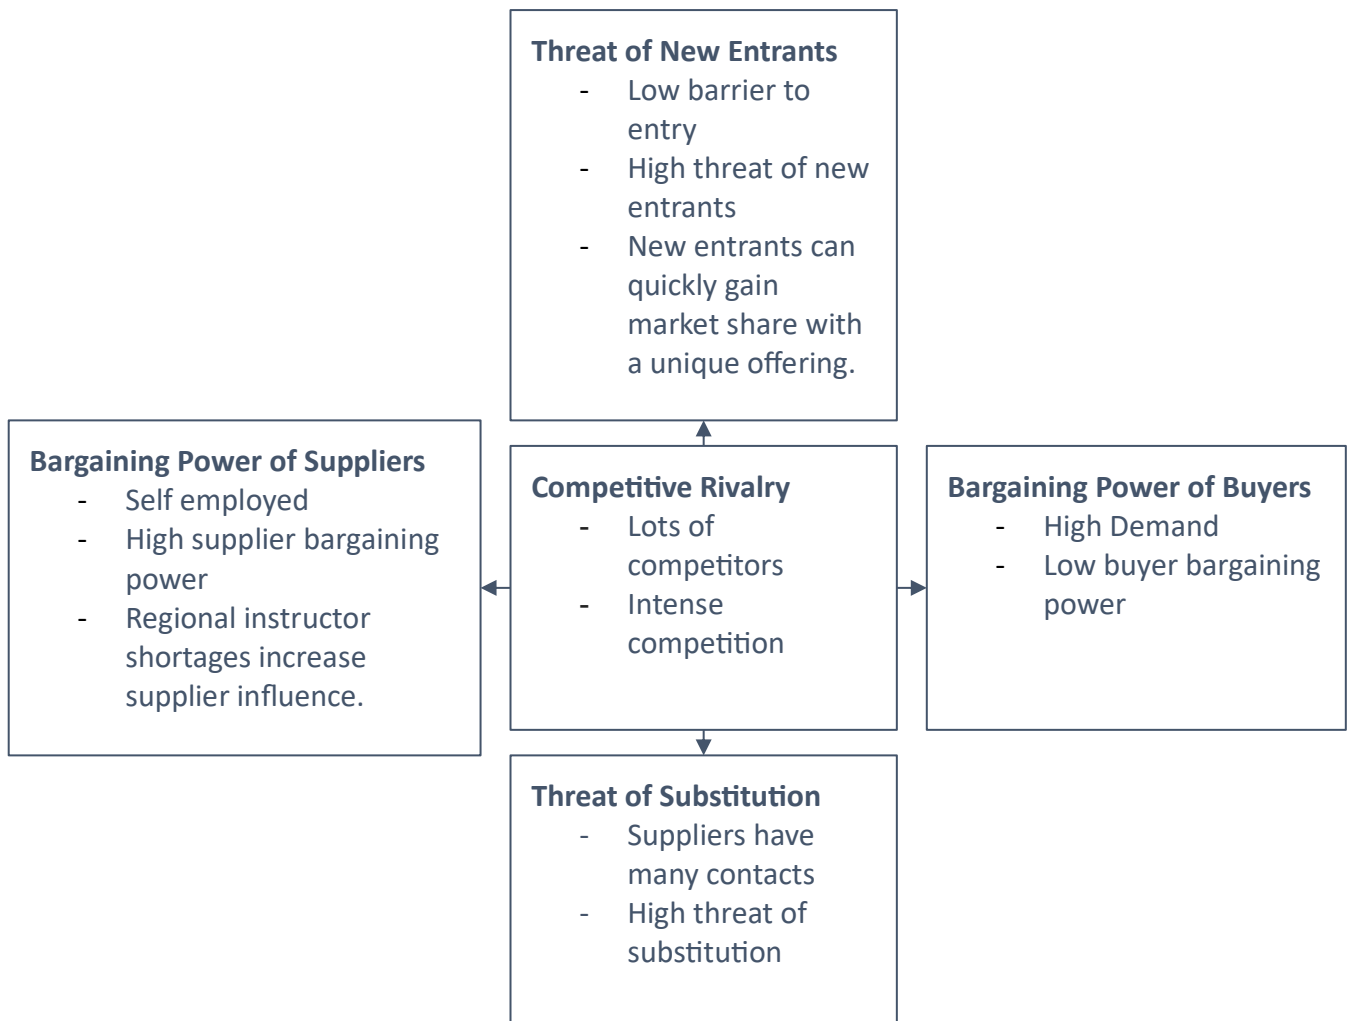 Threat of New Entrants
- Low barrier to
entry
- High threat of new
entrants
- New entrants can
quickly gain
market share with
a unique offering.
Bargaining Power of Suppliers
- Self employed
- High supplier bargaining
power
- Regional instructor
shortages increase
supplier influence.
Competitive Rivalry
- Lots of
competitors
- Intense
competition
Bargaining Power of Buyers
- High Demand
- Low buyer bargaining
power
Threat of Substitution
- Suppliers have
many contacts
- High threat of
substitution